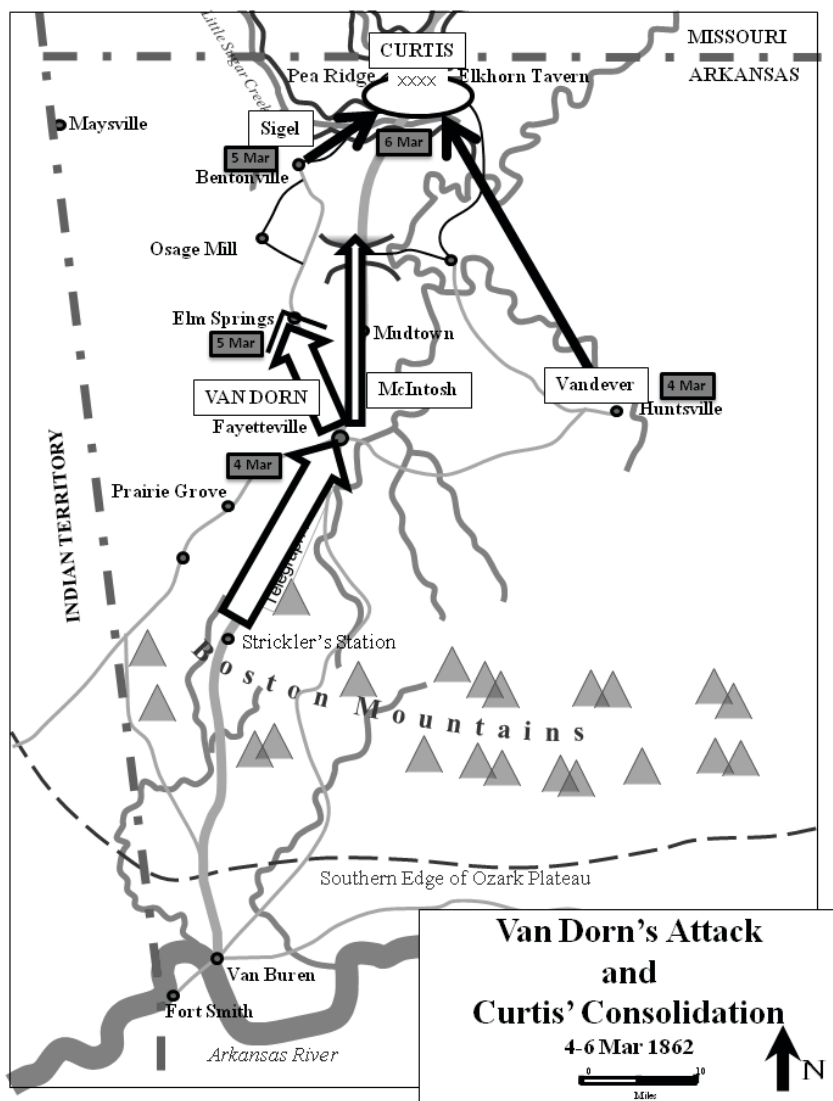 MISSOURI
ARKANSAS
CURTIS
XXXX
Pea Ridge
Elkhorn Tavern
Little Sugar Creek
Maysville
Sigel
5 Mar
6 Mar
Bentonville
Osage Mill
Elm Springs
5 Mar
Mudtown
VAN DORN
McIntosh
Vandever
4 Mar
Huntsville
Fayetteville
4 Mar
Prairie Grove
INDIAN TERRITORY
Telegraph
Strickler's Station
Boston Mountains
Southern Edge of Ozark Plateau
Van Buren
Fort Smith
Arkansas River
Van Dorn's Attack
and
Curtis' Consolidation
4-6 Mar 1862
0 10
Miles
N